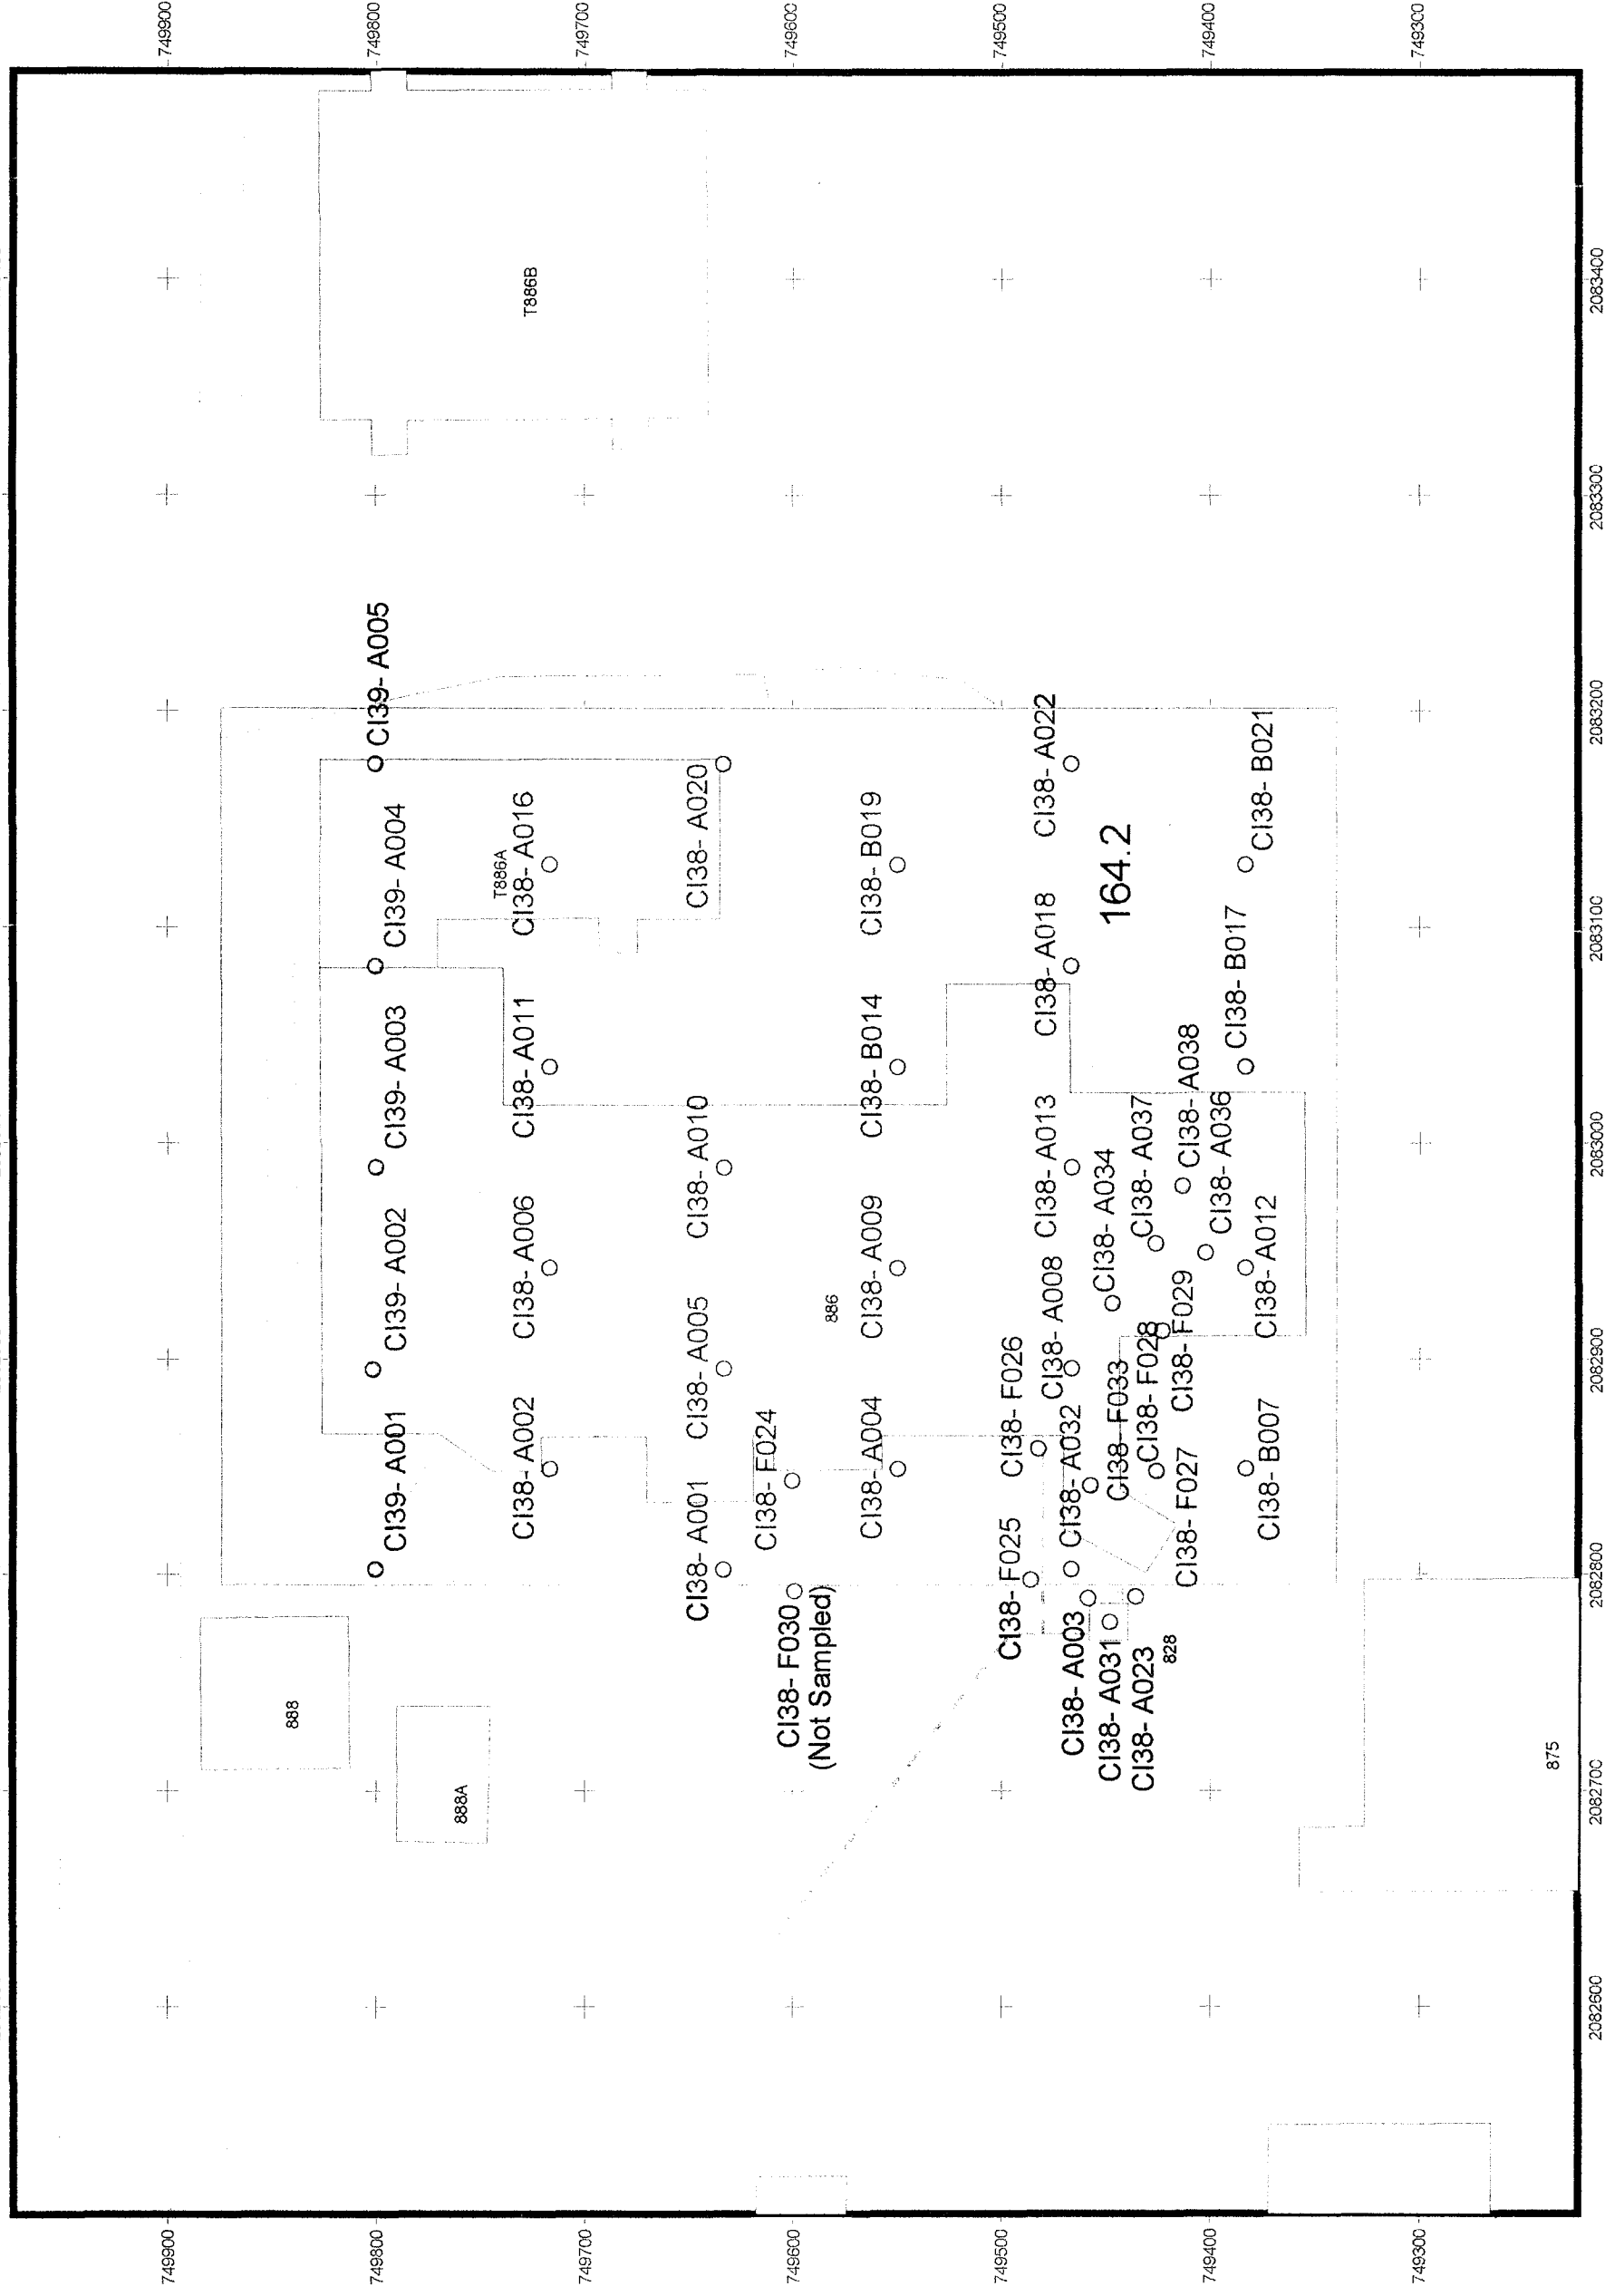 749900
749800
749700
749600
749500
749400
749300
T886B
2083400
2083300
2083200
2083100
2083000
2082900
2082800
2082700
2082600
CI39- A001
CI39- A002
CI39- A003
CI39- A004
CI39- A005
888
888A
T886A
CI38- A002
CI38- A006
CI38- A011
CI38- A016
CI38- A001
CI38- A005
CI38- A010
CI38- A020
CI38- F024
CI38- F030
(Not Sampled)
886
CI38- A004
CI38- A009
CI38- B014
CI38- B019
CI38- F025
CI38- F026
CI38- A008
CI38- A013
CI38- A018
CI38- A022
CI38- A003
CI38- A032
CI38- A034
164.2
CI38- A031
CI38- F033
CI38- A023
CI38- F028
CI38- A037
828
CI38- F027
CI38- F029
CI38- A038
CI38- A036
CI38- B007
CI38- A012
CI38- B017
CI38- B021
875
749900
749800
749700
749600
749500
749400
749300